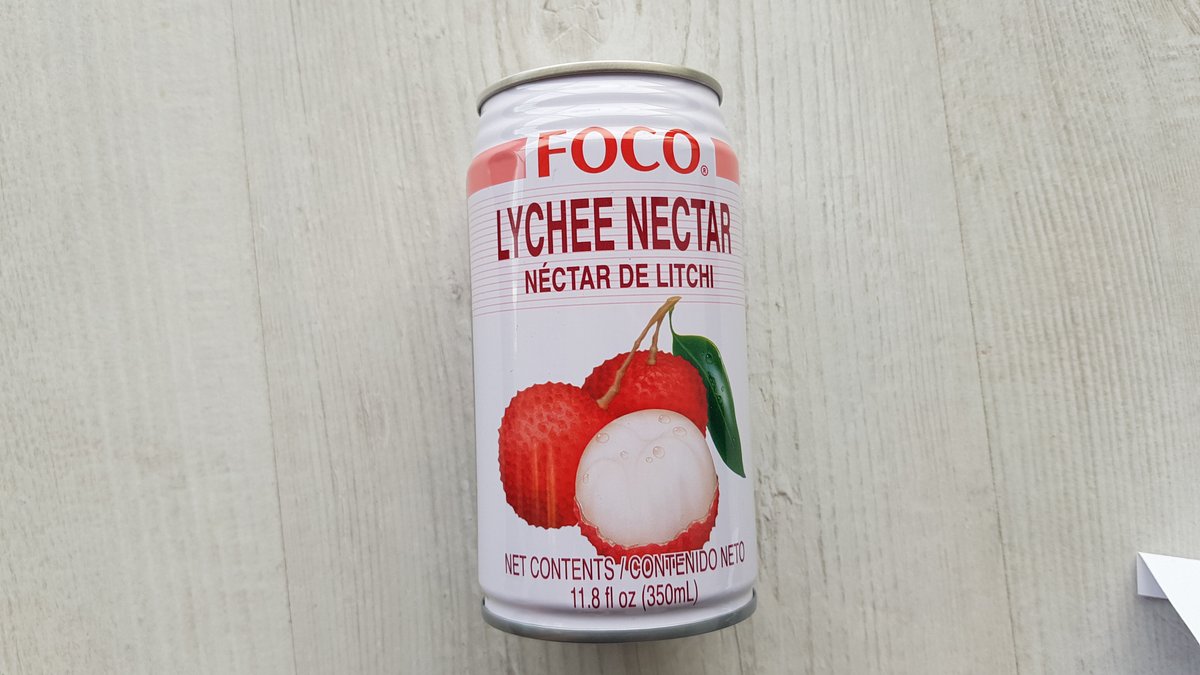 FOCO®
LYCHEE NECTAR
NÉCTAR DE LITCHI
NET CONTENTS / CONTENIDO NETO
11.8 fl oz (350mL)